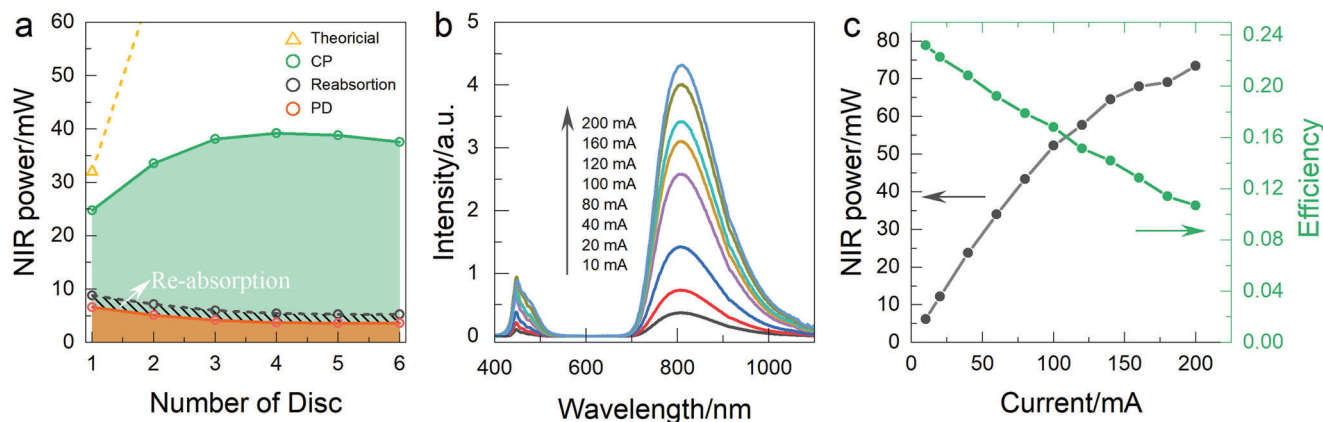 a
60
50
40
30
25
10
0
NIR power/mW
Theoricial
CP
Reabsortion
PD
Re-absorption
1 2 3 4 5 6
Number of Disc
b
5
4
3
2
1
0
Intensity/a.u.
200 mA
160 mA
120 mA
100 mA
80 mA
40 mA
20 mA
10 mA
400 600 800 1000
Wavelength/nm
c
80
70
60
50
40
30
20
10
0
NIR power/mW
0.24
0.20
0.16
0.12
0.08
0.04
0.00
Efficiency
0 50 100 150 200
Current/mA